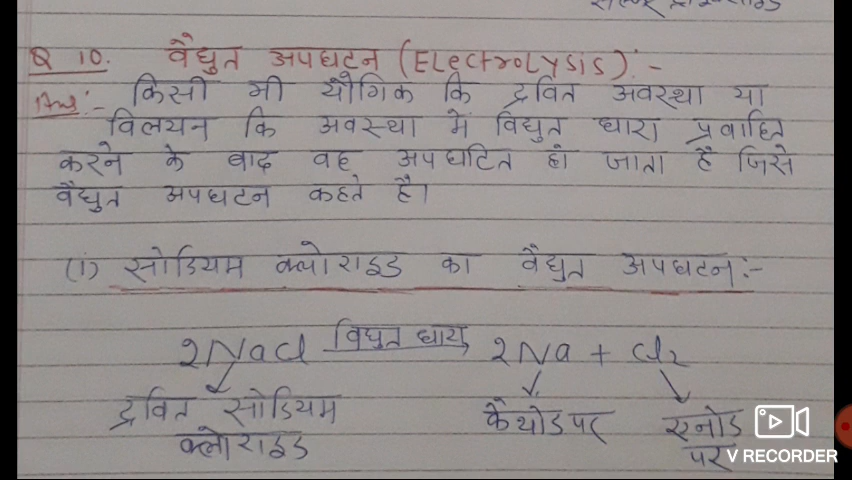 Q 10. वैद्युत अपघटन (Electrolysis):-
Ans:- किसी भी यौगिक कि द्रवित अवस्था या
विलयन कि अवस्था में विद्युत धारा प्रवाहित
करने के बाद वह अपघटित हो जाता है जिसे
वैद्युत अपघटन कहते है।
(i) सोडियम क्लोराइड का वैद्युत अपघटन:-
2NaCl विद्युत धारा 2Na + Cl₂
द्रवित सोडियम क्लोराइड
कैथोड पर
एनोड पर
V RECORDER